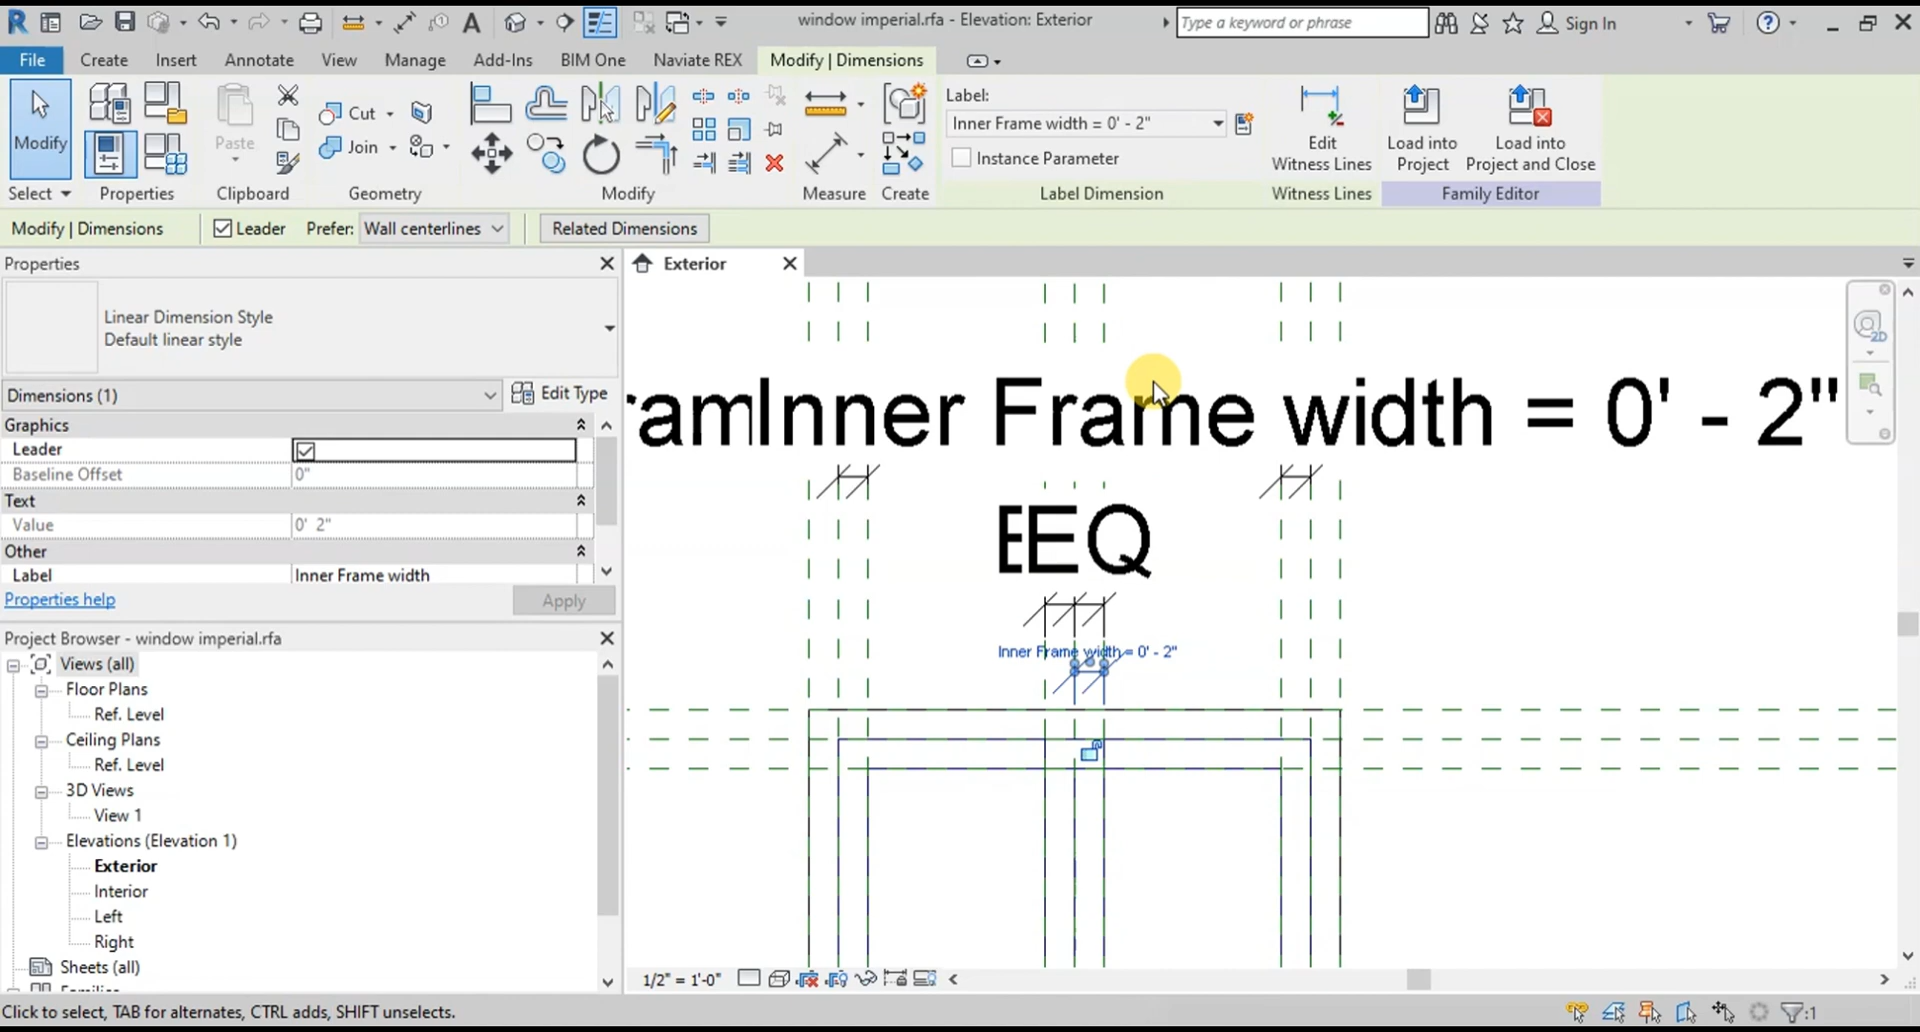 window imperial.rfa - Elevation: Exterior
Type a keyword or phrase
Sign In
File Create Insert Annotate View Manage Add-Ins BIM One Naviate REX Modify | Dimensions
Modify
Select
Properties
Paste
Clipboard
Cut
Join
Geometry
Modify
Measure
Create
Label:
Inner Frame width = 0' - 2"
Instance Parameter
Label Dimension
Edit
Witness Lines
Witness Lines
Load into
Project
Load into
Project and Close
Family Editor
Modify | Dimensions
Leader
Prefer: Wall centerlines
Related Dimensions
Properties
Linear Dimension Style
Default linear style
Dimensions (1)
Edit Type
Graphics
Leader
Baseline Offset 0"
Text
Value 0' 2"
Other
Label Inner Frame width
Properties help
Apply
Project Browser - window imperial.rfa
Views (all)
Floor Plans
Ref. Level
Ceiling Plans
Ref. Level
3D Views
View 1
Elevations (Elevation 1)
Exterior
Interior
Left
Right
Sheets (all)
Exterior
2D
Inner Frame width = 0' - 2"
EQ
Inner Frame width = 0' - 2"
1/2" = 1'-0"
Click to select, TAB for alternates, CTRL adds, SHIFT unselects.
:1